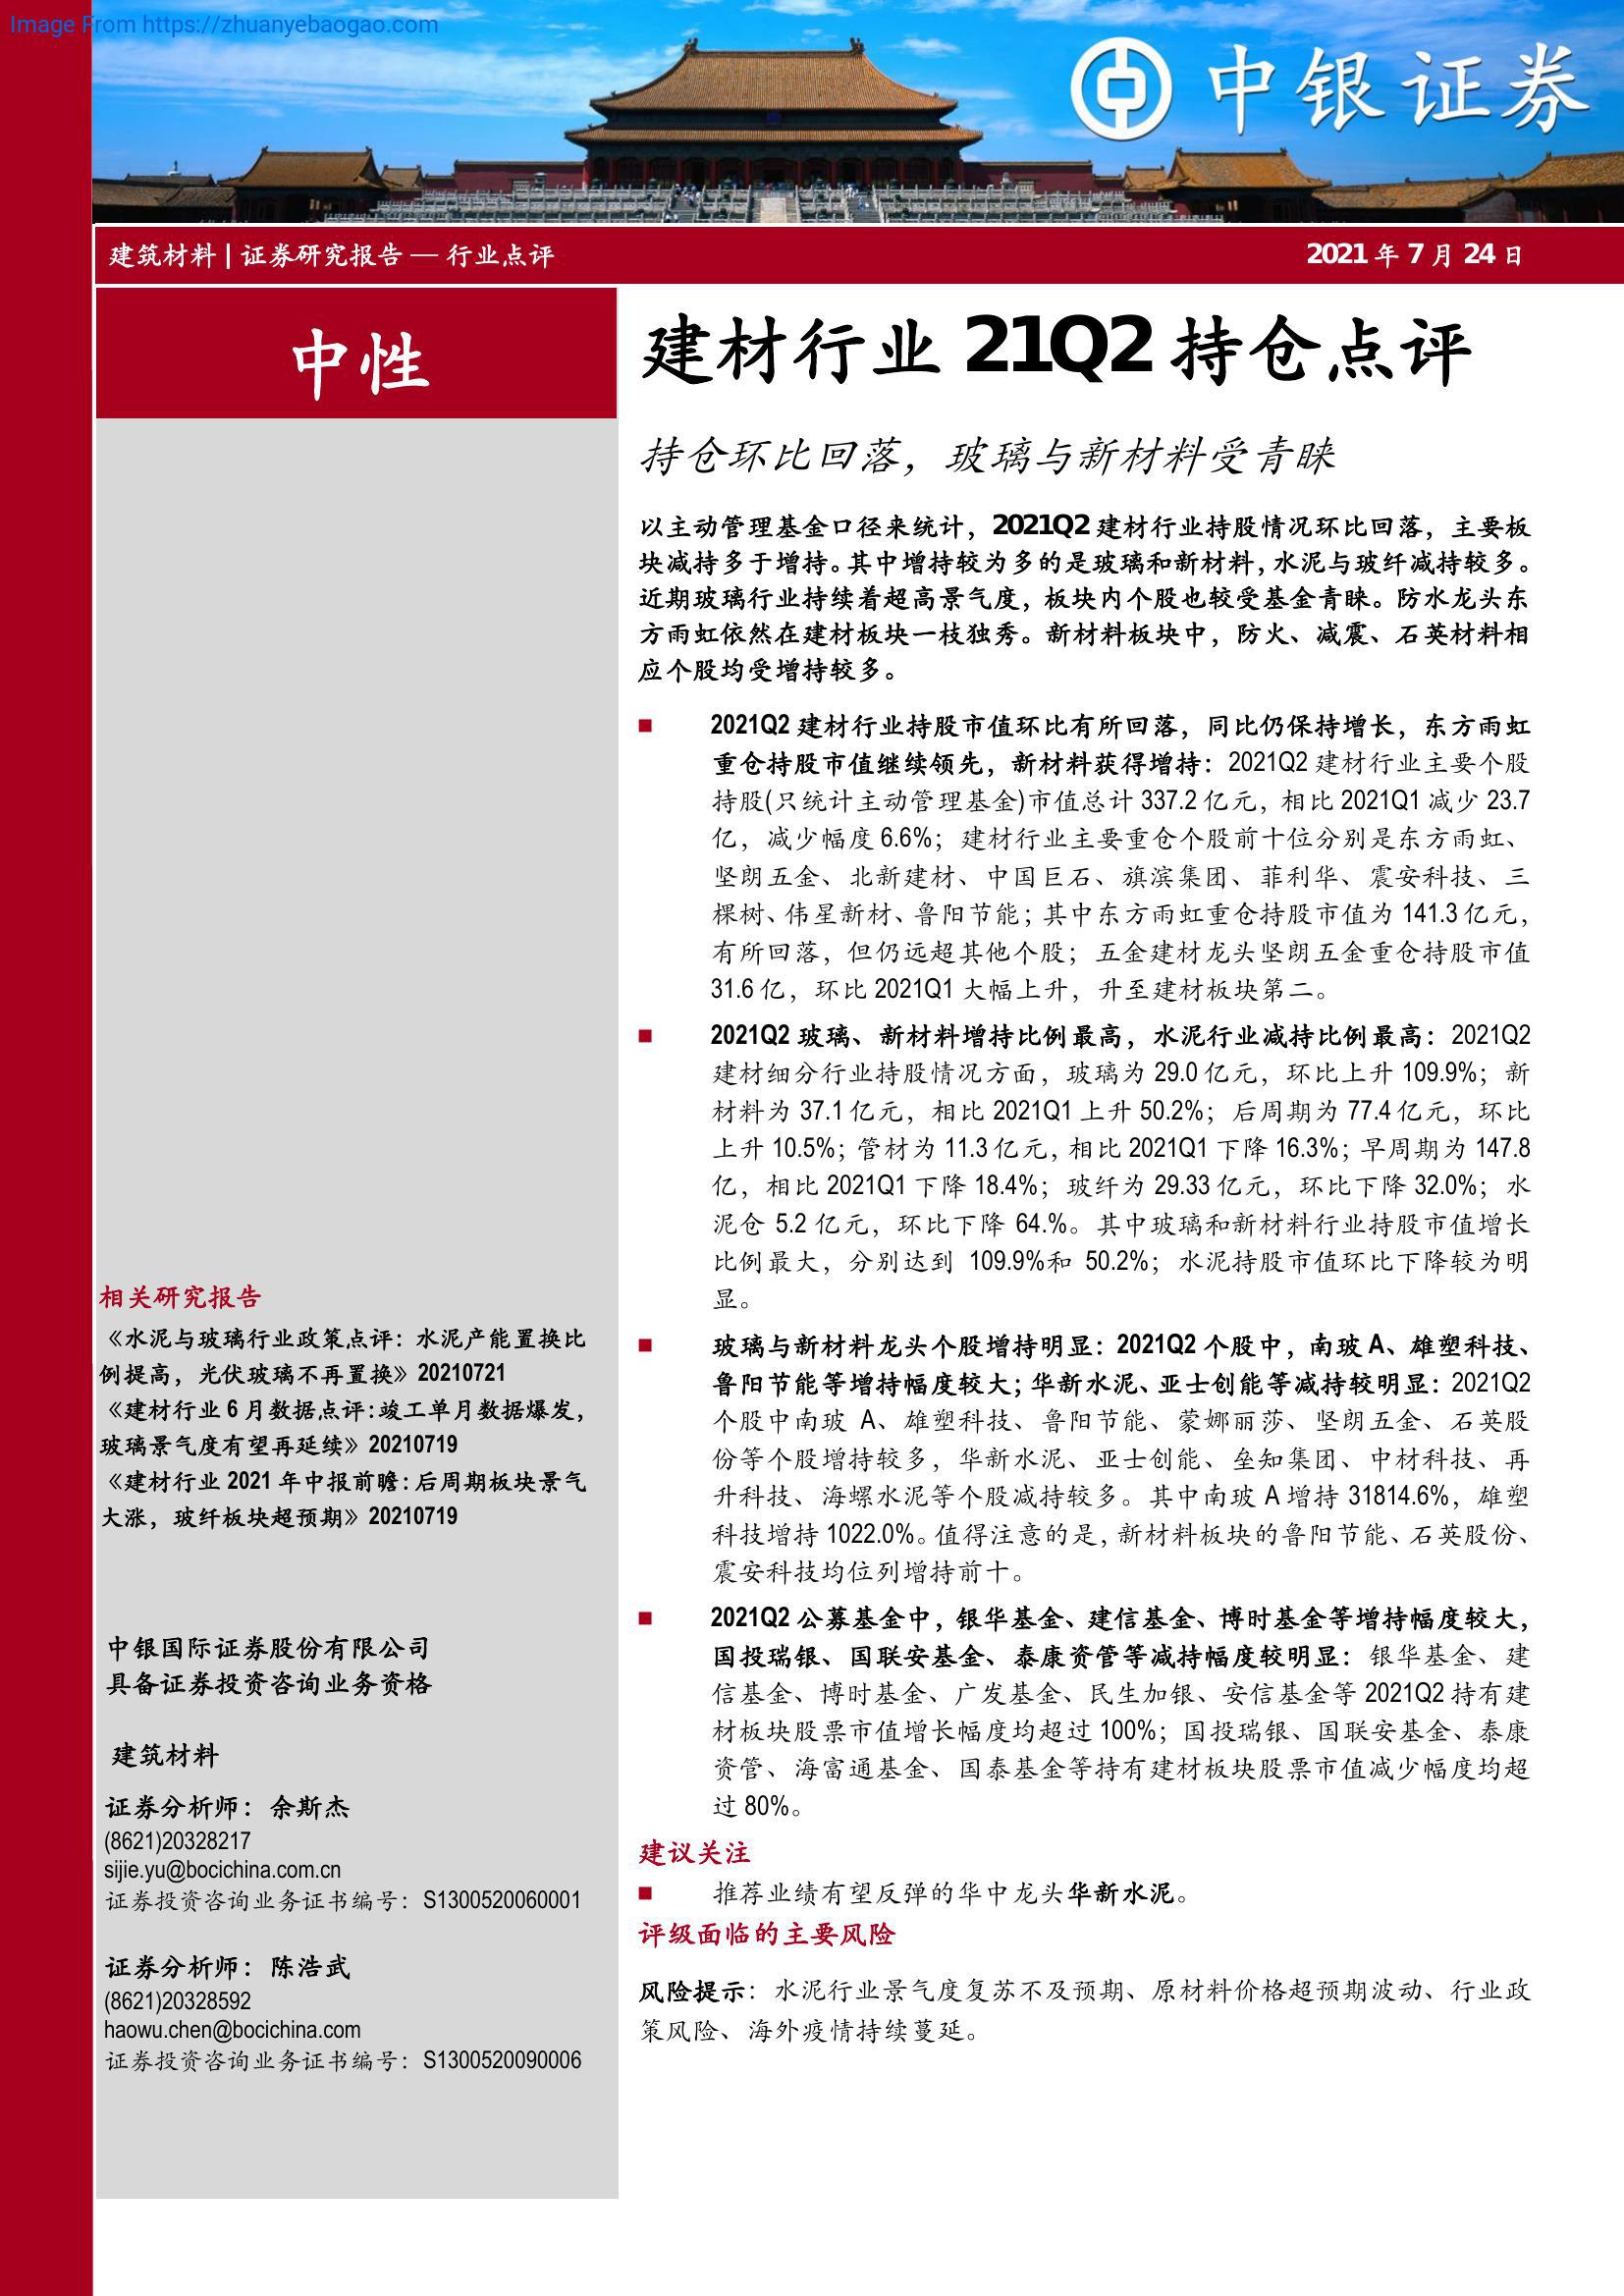 Image From https://zhuanyebaogao.com
中银证券
建筑材料 | 证券研究报告 — 行业点评
2021 年 7 月 24 日
中性
建材行业 21Q2 持仓点评
持仓环比回落，玻璃与新材料受青睐
以主动管理基金口径来统计，2021Q2 建材行业持股情况环比回落，主要板
块减持多于增持。其中增持较为多的是玻璃和新材料，水泥与玻纤减持较多。
近期玻璃行业持续着超高景气度，板块内个股也较受基金青睐。防水龙头东
方雨虹依然在建材板块一枝独秀。新材料板块中，防火、减震、石英材料相
应个股均受增持较多。
■ 2021Q2 建材行业持股市值环比有所回落，同比仍保持增长，东方雨虹
重仓持股市值继续领先，新材料获得增持：2021Q2 建材行业主要个股
持股(只统计主动管理基金)市值总计 337.2 亿元，相比 2021Q1 减少 23.7
亿，减少幅度 6.6%；建材行业主要重仓个股前十位分别是东方雨虹、
坚朗五金、北新建材、中国巨石、旗滨集团、菲利华、震安科技、三
棵树、伟星新材、鲁阳节能；其中东方雨虹重仓持股市值为 141.3 亿元，
有所回落，但仍远超其他个股；五金建材龙头坚朗五金重仓持股市值
31.6 亿，环比 2021Q1 大幅上升，升至建材板块第二。
■ 2021Q2 玻璃、新材料增持比例最高，水泥行业减持比例最高：2021Q2
建材细分行业持股情况方面，玻璃为 29.0 亿元，环比上升 109.9%；新
材料为 37.1 亿元，相比 2021Q1 上升 50.2%；后周期为 77.4 亿元，环比
上升 10.5%；管材为 11.3 亿元，相比 2021Q1 下降 16.3%；早周期为 147.8
亿，相比 2021Q1 下降 18.4%；玻纤为 29.33 亿元，环比下降 32.0%；水
泥仓 5.2 亿元，环比下降 64.%。其中玻璃和新材料行业持股市值增长
比例最大，分别达到 109.9%和 50.2%；水泥持股市值环比下降较为明
显。
■ 玻璃与新材料龙头个股增持明显：2021Q2 个股中，南玻 A、雄塑科技、
鲁阳节能等增持幅度较大；华新水泥、亚士创能等减持较明显：2021Q2
个股中南玻 A、雄塑科技、鲁阳节能、蒙娜丽莎、坚朗五金、石英股
份等个股增持较多，华新水泥、亚士创能、垒知集团、中材科技、再
升科技、海螺水泥等个股减持较多。其中南玻 A 增持 31814.6%，雄塑
科技增持 1022.0%。值得注意的是，新材料板块的鲁阳节能、石英股份、
震安科技均位列增持前十。
■ 2021Q2 公募基金中，银华基金、建信基金、博时基金等增持幅度较大，
国投瑞银、国联安基金、泰康资管等减持幅度较明显：银华基金、建
信基金、博时基金、广发基金、民生加银、安信基金等 2021Q2 持有建
材板块股票市值增长幅度均超过 100%；国投瑞银、国联安基金、泰康
资管、海富通基金、国泰基金等持有建材板块股票市值减少幅度均超
过 80%。
建议关注
■ 推荐业绩有望反弹的华中龙头华新水泥。
评级面临的主要风险
风险提示：水泥行业景气度复苏不及预期、原材料价格超预期波动、行业政
策风险、海外疫情持续蔓延。
相关研究报告
《水泥与玻璃行业政策点评：水泥产能置换比
例提高，光伏玻璃不再置换》20210721
《建材行业 6 月数据点评：竣工单月数据爆发，
玻璃景气度有望再延续》20210719
《建材行业 2021 年中报前瞻：后周期板块景气
大涨，玻纤板块超预期》20210719
中银国际证券股份有限公司
具备证券投资咨询业务资格
建筑材料
证券分析师：余斯杰
(8621)20328217
sijie.yu@bocichina.com.cn
证券投资咨询业务证书编号：S1300520060001
证券分析师：陈浩武
(8621)20328592
haowu.chen@bocichina.com
证券投资咨询业务证书编号：S1300520090006